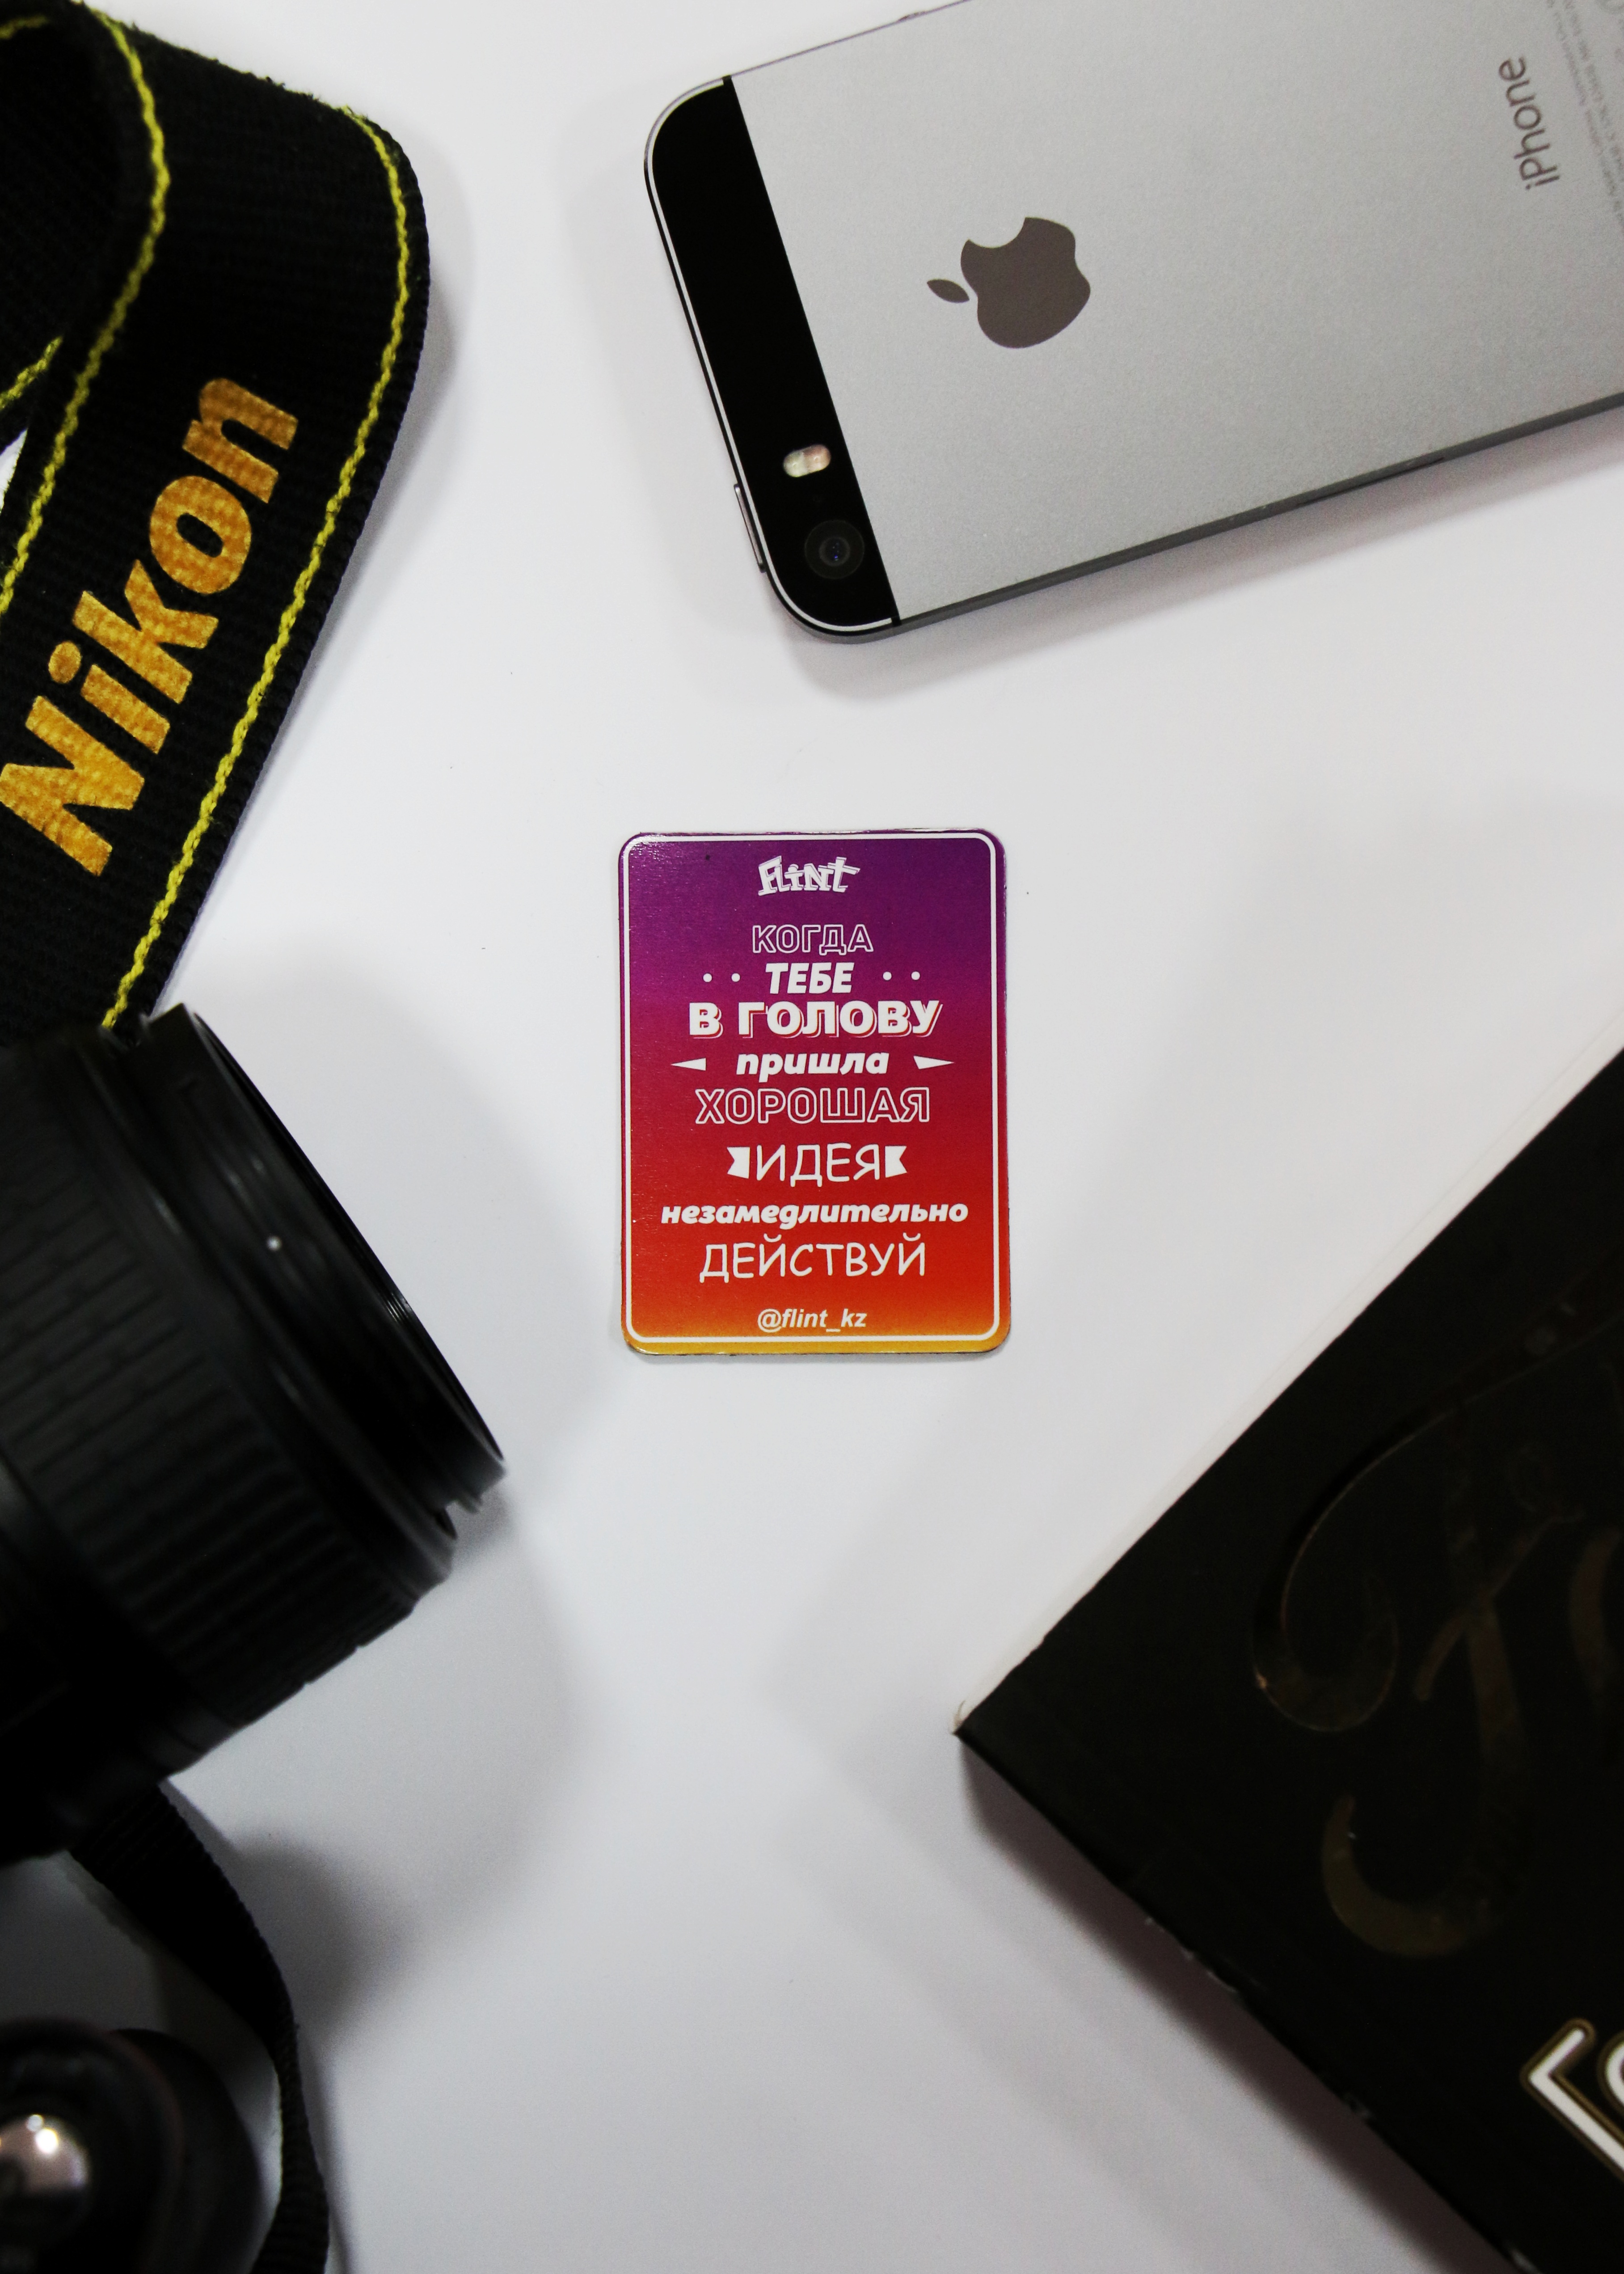 iPhone
Nikon
FLiNt
КОГДА
ТЕБЕ
В ГОЛОВУ
пришла
ХОРОШАЯ
ИДЕЯ
незамедлительно
ДЕЙСТВУЙ
@flint_kz